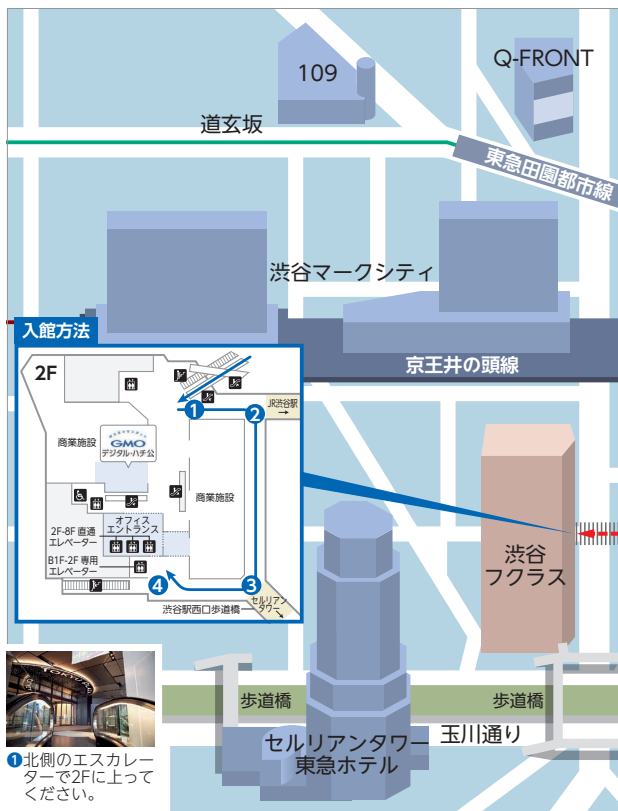 109
Q-FRONT
道玄坂
東急田園都市線
渋谷マークシティ
京王井の頭線
入館方法
2F
JR渋谷駅
→
1
2
商業施設
GMO
デジタル・ハチ公
商業施設
オフィス
エントランス
2F-8F 直通
エレベーター
B1F-2F 専用
エレベーター
4
3
渋谷駅西口歩道橋
セルリアン
タワー
渋谷
フクラス
歩道橋
歩道橋
玉川通り
セルリアンタワー
東急ホテル
❶北側のエスカレー
ターで2Fに上って
ください。